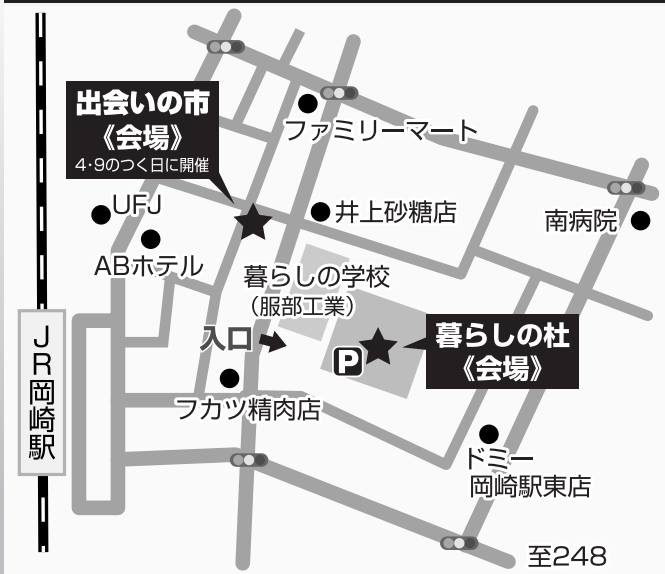 出会いの市
《会場》
4・9のつく日に開催
ファミリーマート
UFJ
井上砂糖店
南病院
ABホテル
暮らしの学校
（服部工業）
入口
P
暮らしの杜
《会場》
JR岡崎駅
フカツ精肉店
ドミー
岡崎駅東店
至248